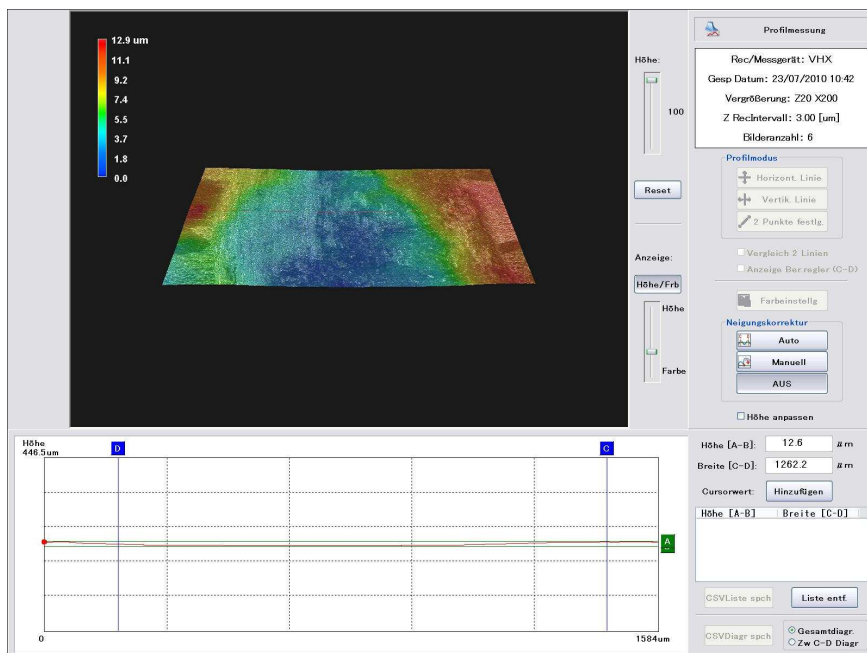 12.9 um
11.1
9.2
7.4
5.5
3.7
1.8
0.0
Höhe:
100
Reset
Anzeige:
Höhe/Frb
Höhe
Farbe
Profilmessung
Rec/Messgerät: VHX
Gesp Datum: 23/07/2010 10:42
Vergrößerung: Z20 X200
Z RecIntervall: 3.00 [um]
Bilderanzahl: 6
Profilmodus
Horizont. Linie
Vertik. Linie
2 Punkte festlg.
Vergleich 2 Linien
Anzeige Ber regler (C-D)
Farbeinstellg
Neigungskorrektur
Auto
Manuell
AUS
Höhe anpassen
Höhe
446.5um
D
C
A
0
1584um
Höhe [A-B]: 12.6 μm
Breite [C-D]: 1262.2 μm
Cursorwert: Hinzufügen
Höhe [A-B] Breite [C-D]
CSVListe spch Liste entf.
CSVDiagr spch
Gesamtdiagr.
Zw C-D Diagr